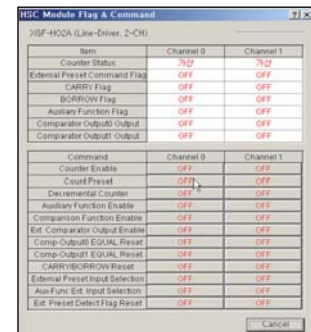 HSC Module Flag & Command
XGF-HO2A (Line-Driver, 2-CH)
Item Channel 0 Channel 1
Counter Status 가산 가산
External Preset Command Flag OFF OFF
CARRY Flag OFF OFF
BORROW Flag OFF OFF
Auxiliary Function Flag OFF OFF
Comparator Output0 Output OFF OFF
Comparator Output1 Output OFF OFF
Command Channel 0 Channel 1
Counter Enable OFF OFF
Count Preset OFF OFF
Decremental Counter OFF OFF
Auxiliary Function Enable OFF OFF
Comparison Function Enable OFF OFF
Ext. Comparator Output Enable OFF OFF
Comp-Output0 EQUAL Reset OFF OFF
Comp-Output1 EQUAL Reset OFF OFF
CARRY/BORROW Reset OFF OFF
External Preset Input Selection OFF OFF
Aux-Func Ext. Input Selection OFF OFF
Ext. Preset Detect Flag Reset OFF OFF
Cancel